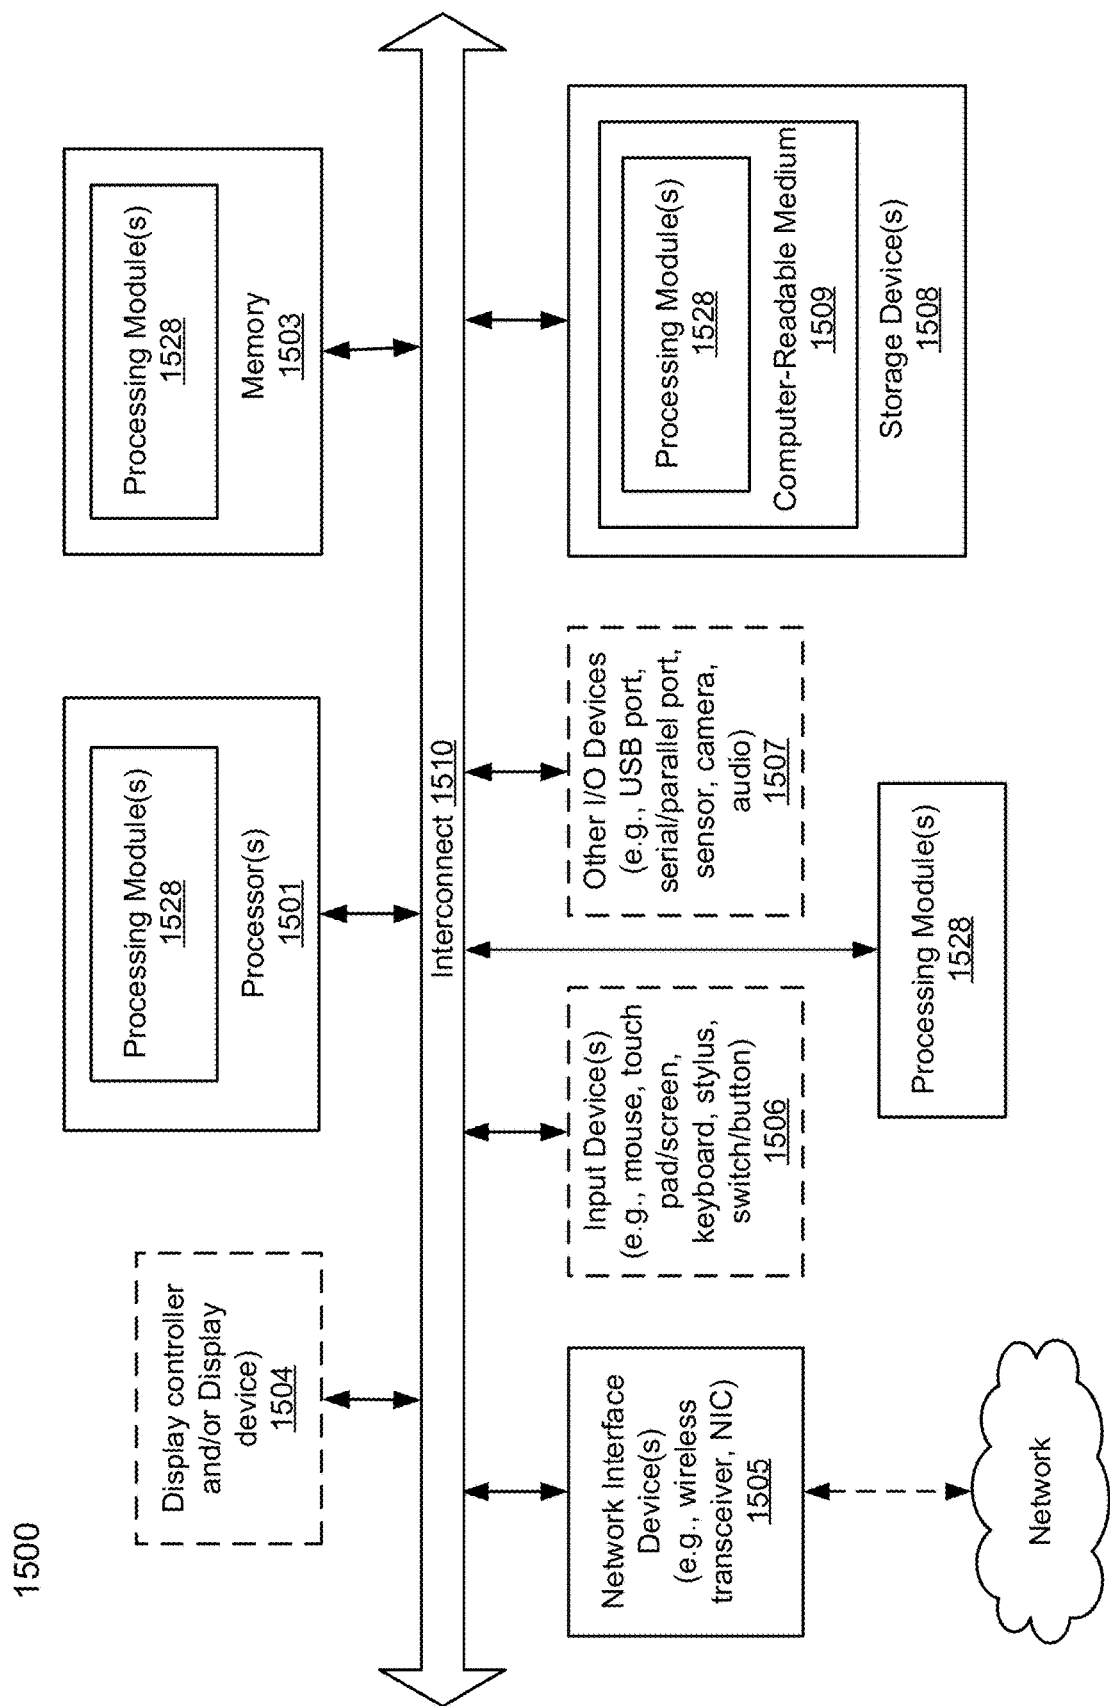 1500
Display controller
and/or Display
device)
1504
Processing Module(s)
1528
Processor(s)
1501
Processing Module(s)
1528
Memory
1503
Interconnect 1510
Network Interface
Device(s)
(e.g., wireless
transceiver, NIC)
1505
Input Device(s)
(e.g., mouse, touch
pad/screen,
keyboard, stylus,
switch/button)
1506
Other I/O Devices
(e.g., USB port,
serial/parallel port,
sensor, camera,
audio)
1507
Processing Module(s)
1528
Computer-Readable Medium
1509
Storage Device(s)
1508
Network
Processing Module(s)
1528